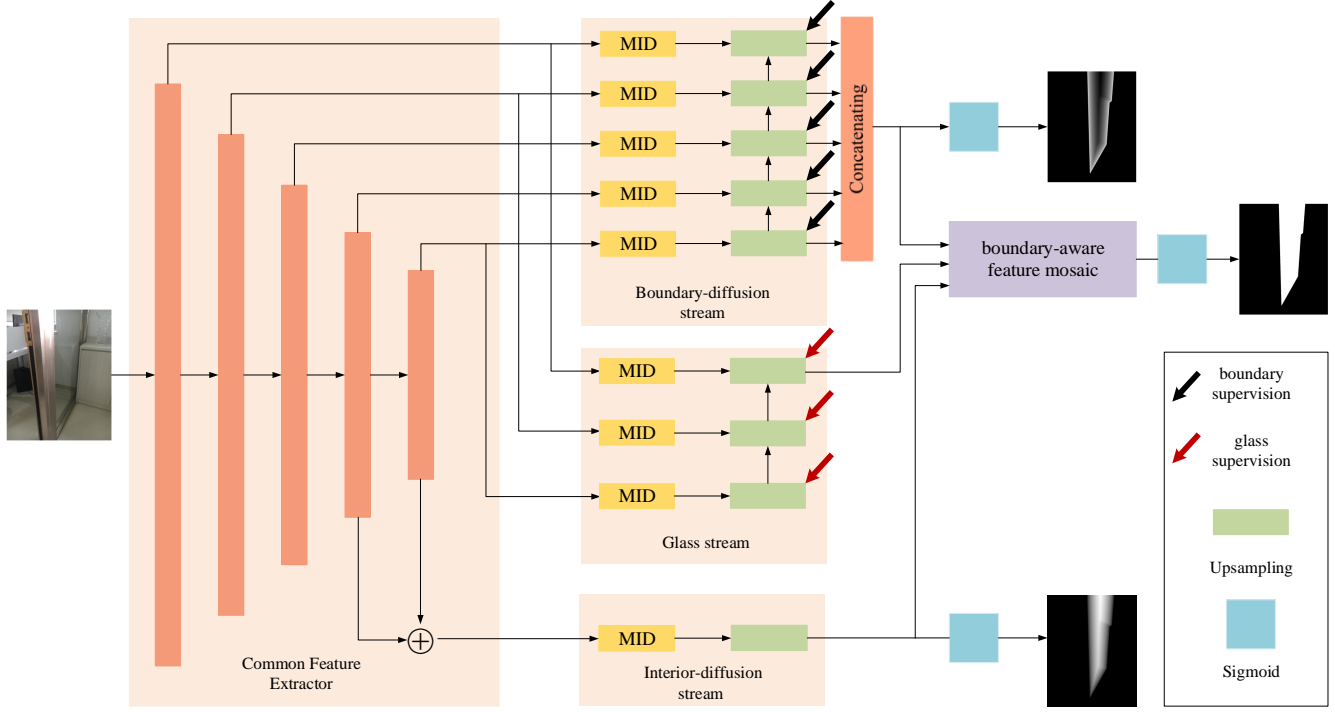 MID
MID
MID
MID
MID
Concatenating
Boundary-diffusion
stream
boundary-aware
feature mosaic
MID
MID
MID
Glass stream
MID
Interior-diffusion
stream
Common Feature
Extractor
boundary
supervision
glass
supervision
Upsampling
Sigmoid